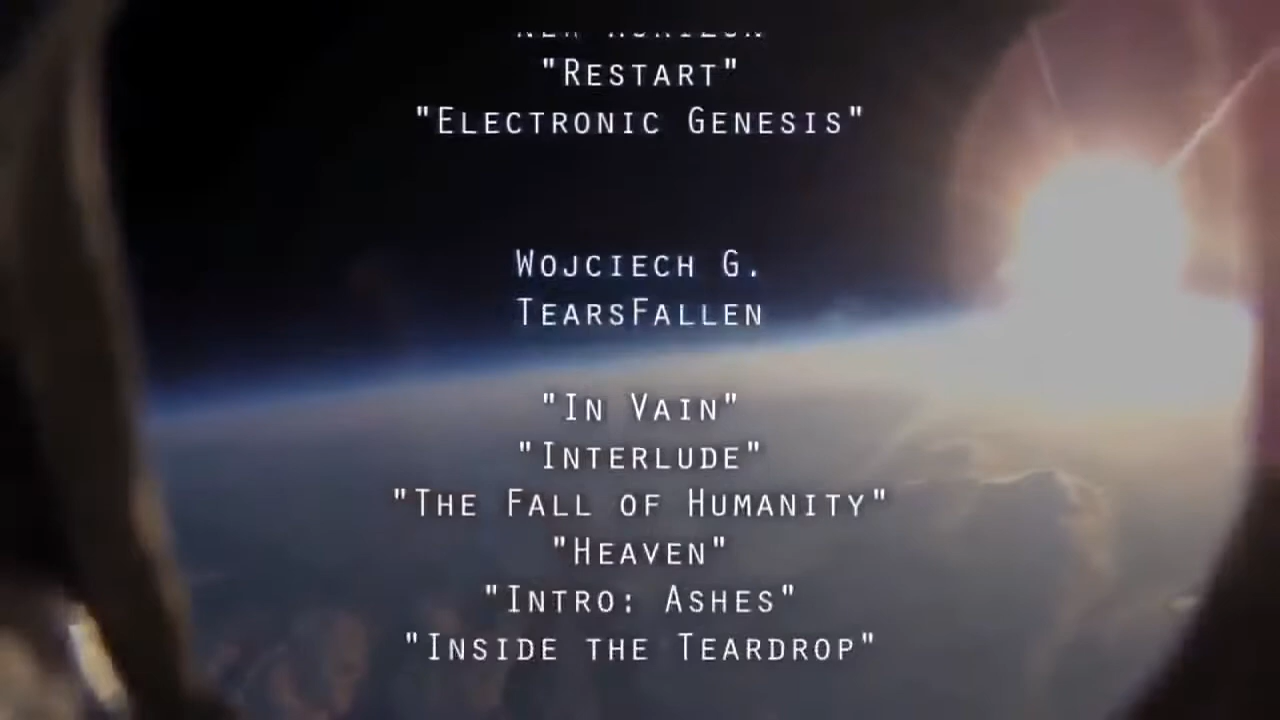 "Restart"
"Electronic Genesis"
Wojciech G.
TearsFallen
"In Vain"
"Interlude"
"The Fall of Humanity"
"Heaven"
"Intro: Ashes"
"Inside the Teardrop"